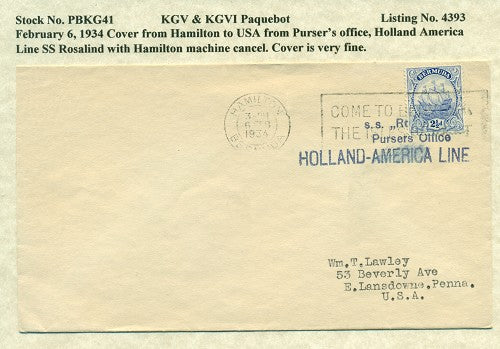 Stock No. PBKG41 KGV & KGVI Paquebot Listing No. 4393
February 6, 1934 Cover from Hamilton to USA from Purser's office, Holland America
Line SS Rosalind with Hamilton machine cancel. Cover is very fine.
BERMUDA
HAMILTON
1934
COME TO
THE
s.s. „
Pursers Office
2½
HOLLAND-AMERICA LINE
Wm.T.Lawley
53 Beverly Ave
E.Lansdowne,Penna.
U.S.A.